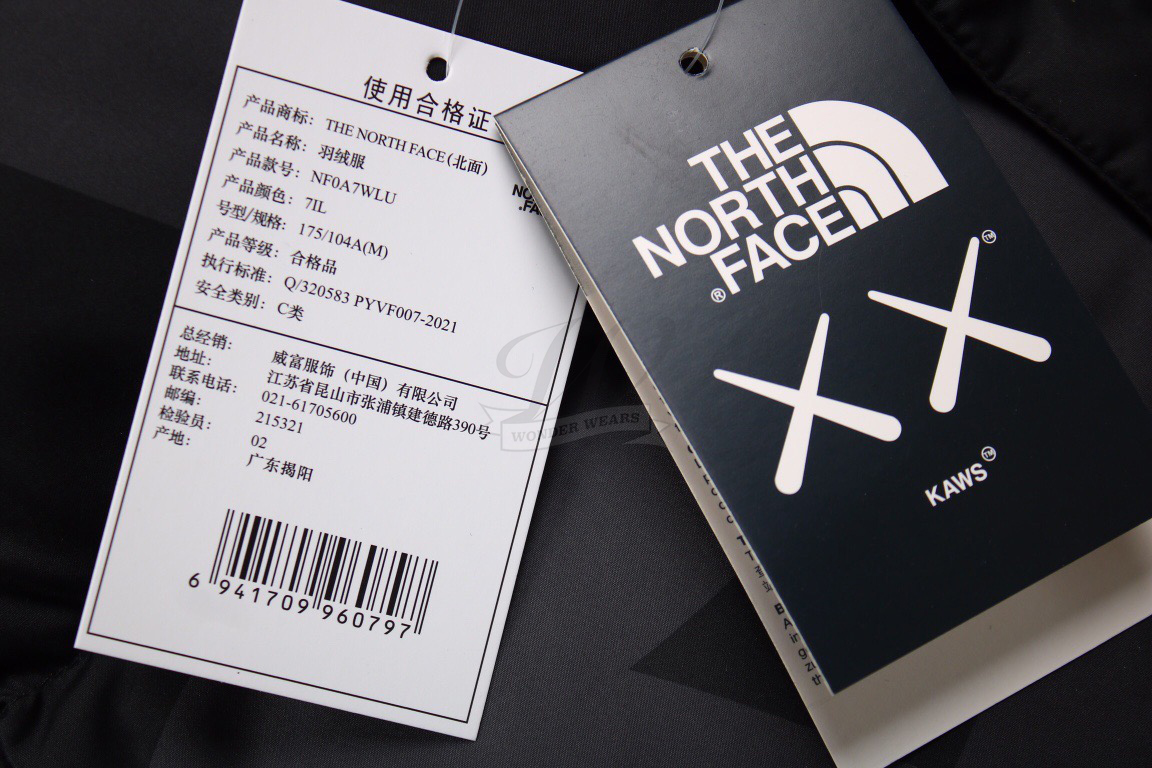 使用合格证
产品商标: THE NORTH FACE(北面)
产品名称: 羽绒服
产品款号: NF0A7WLU
产品颜色: 7IL
号型/规格: 175/104A(M)
产品等级: 合格品
执行标准: Q/320583 PYVF007-2021
安全类别: C类
总经销: 威富服饰（中国）有限公司
地址: 江苏省昆山市张浦镇建德路390号
联系电话: 021-61705600
邮编: 215321
检验员: 02
产地: 广东揭阳
6 941709 960797
THE
NORTH
FACE®
XX™
KAWS™
WONDER WEARS